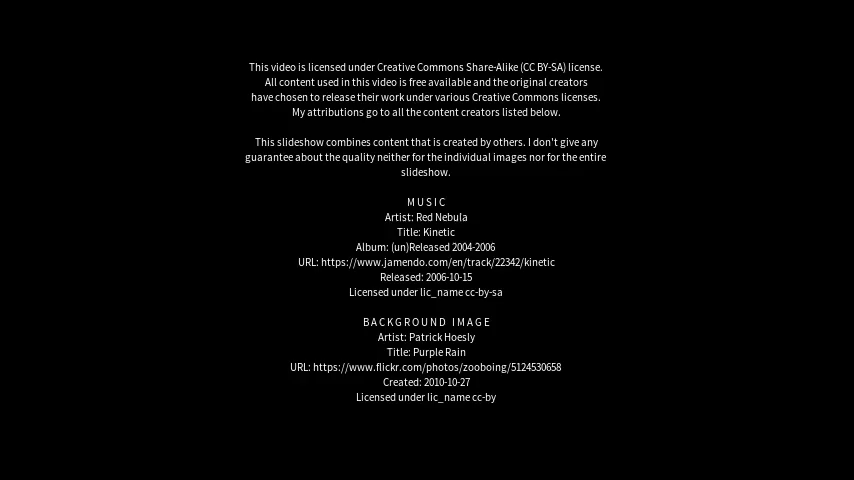 This video is licensed under Creative Commons Share-Alike (CC BY-SA) license.
All content used in this video is free available and the original creators
have chosen to release their work under various Creative Commons licenses.
My attributions go to all the content creators listed below.
This slideshow combines content that is created by others. I don't give any
guarantee about the quality neither for the individual images nor for the entire
slideshow.
MUSIC
Artist: Red Nebula
Title: Kinetic
Album: (un)Released 2004-2006
URL: https://www.jamendo.com/en/track/22342/kinetic
Released: 2006-10-15
Licensed under lic_name cc-by-sa
BACKGROUND IMAGE
Artist: Patrick Hoesly
Title: Purple Rain
URL: https://www.flickr.com/photos/zooboing/5124530658
Created: 2010-10-27
Licensed under lic_name cc-by